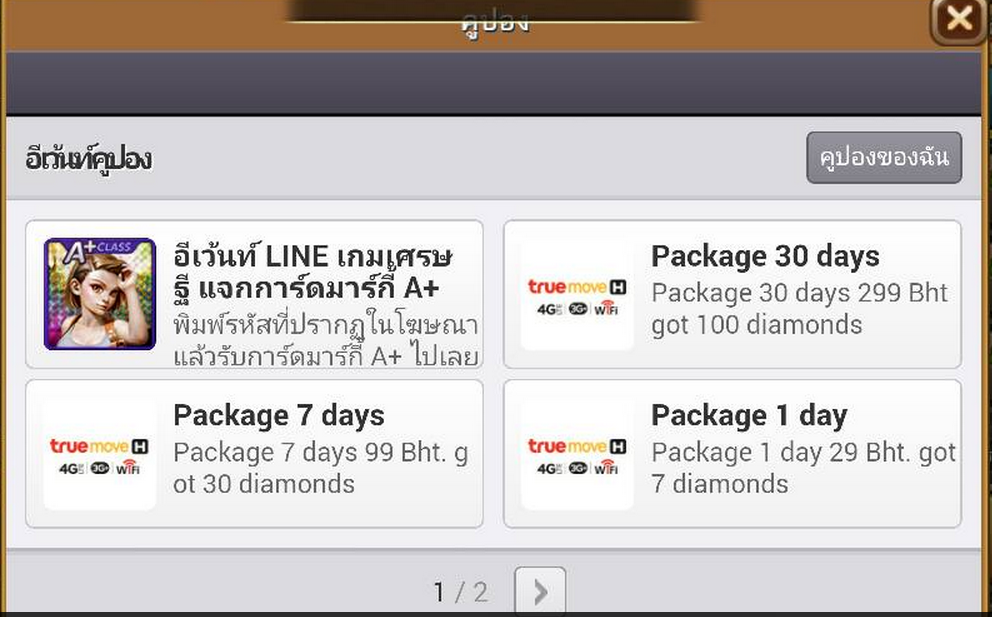 คูปอง
อีเว้นท์คูปอง
คูปองของฉัน
A+ CLASS
อีเว้นท์ LINE เกมเศรษ
ฐี แจกการ์ดมาร์กี้ A+
พิมพ์รหัสที่ปรากฏในโฆษณา
แล้วรับการ์ดมาร์กี้ A+ ไปเลย
truemove H
4G 3G+ WiFi
Package 30 days
Package 30 days 299 Bht
got 100 diamonds
truemove H
4G 3G+ WiFi
Package 7 days
Package 7 days 99 Bht. g
ot 30 diamonds
truemove H
4G 3G+ WiFi
Package 1 day
Package 1 day 29 Bht. got
7 diamonds
1 / 2